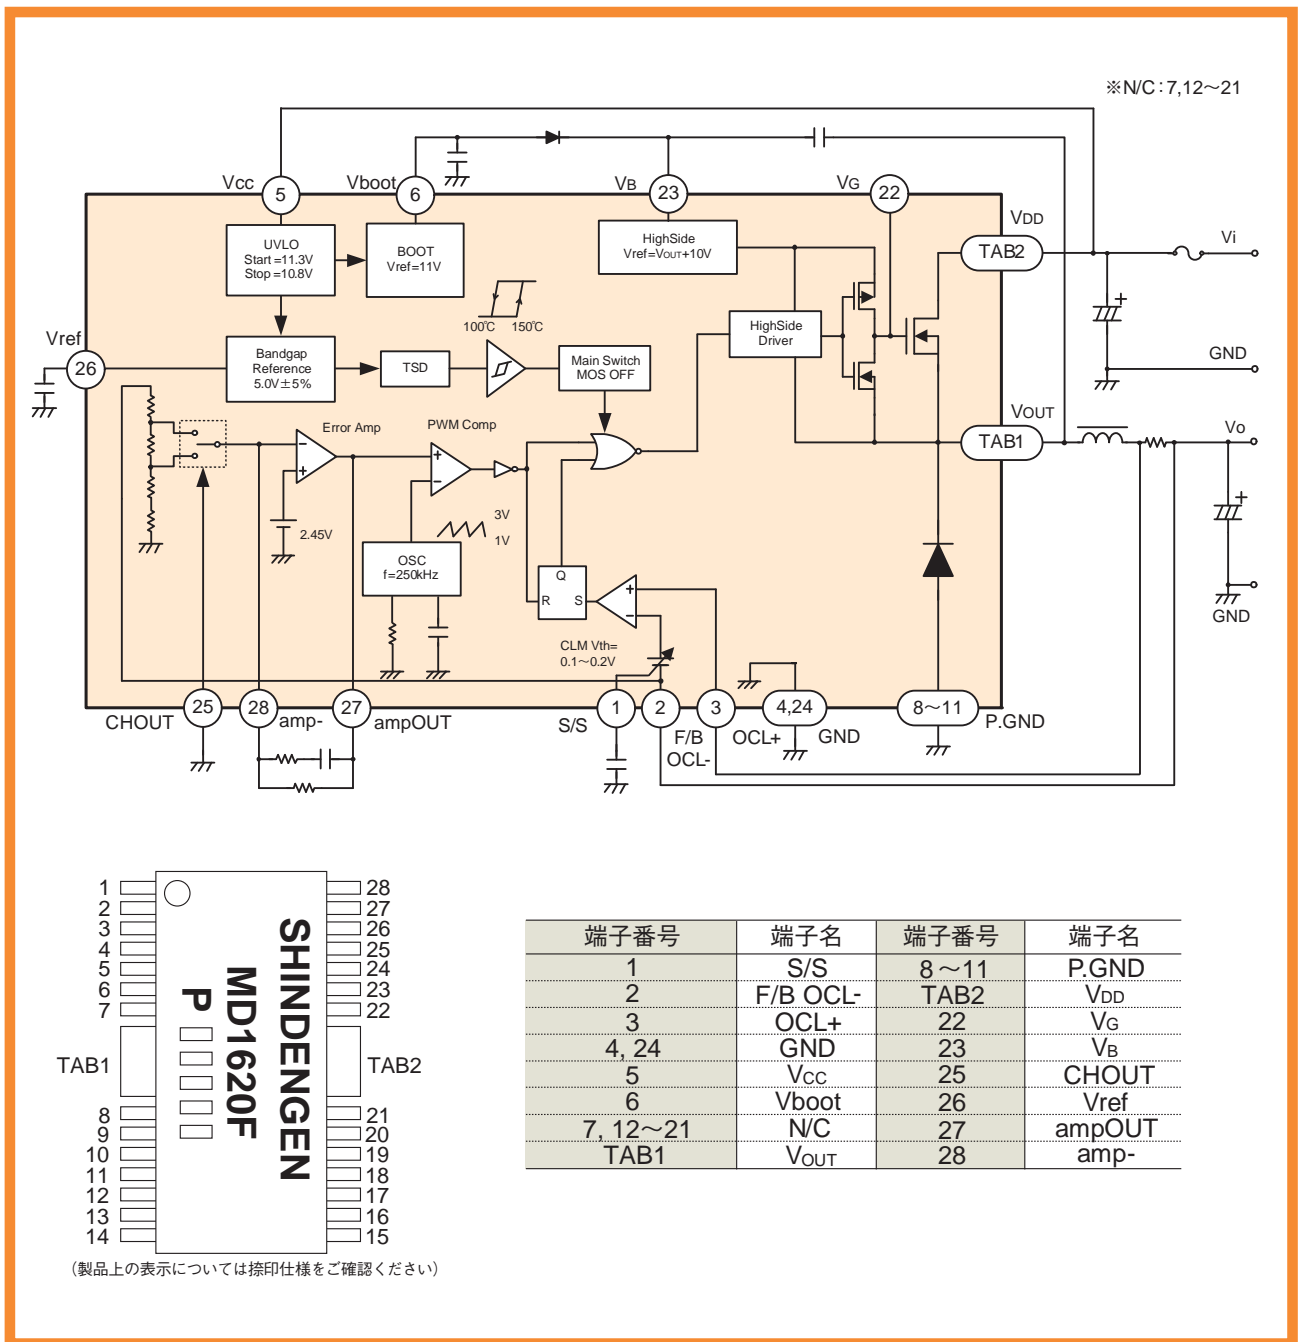 ※N/C:7,12～21
Vcc
5
Vboot
6
VB
23
VG
22
VDD
TAB2
Vi
UVLO
Start =11.3V
Stop =10.8V
BOOT
Vref=11V
HighSide
Vref=VOUT+10V
100℃
150℃
HighSide
Driver
GND
Vref
26
Bandgap
Reference
5.0V±5%
TSD
Main Switch
MOS OFF
VOUT
TAB1
Vo
Error Amp
PWM Comp
−
+
+
−
2.45V
3V
1V
OSC
f=250kHz
Q
R
S
+
−
+
+
GND
CLM Vth=
0.1～0.2V
CHOUT
25
28
amp-
27
ampOUT
S/S
1
2
F/B
OCL-
3
OCL+
4,24
GND
8～11
P.GND
1
2
3
4
5
6
7
TAB1
8
9
10
11
12
13
14
SHINDENGEN
MD1620F
P
28
27
26
25
24
23
22
TAB2
21
20
19
18
17
16
15
(製品上の表示については捺印仕様をご確認ください)
端子番号 端子名 端子番号 端子名
1 S/S 8～11 P.GND
2 F/B OCL- TAB2 VDD
3 OCL+ 22 VG
4, 24 GND 23 VB
5 VCC 25 CHOUT
6 Vboot 26 Vref
7, 12～21 N/C 27 ampOUT
TAB1 VOUT 28 amp-